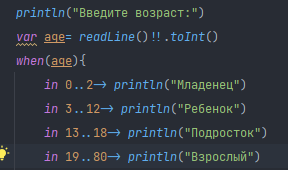 println("Введите возраст:")
var age= readLine()!!.toInt()
when(age){
in 0..2-> println("Младенец")
in 3..12-> println("Ребенок")
in 13..18-> println("Подросток")
in 19..80-> println("Взрослый")